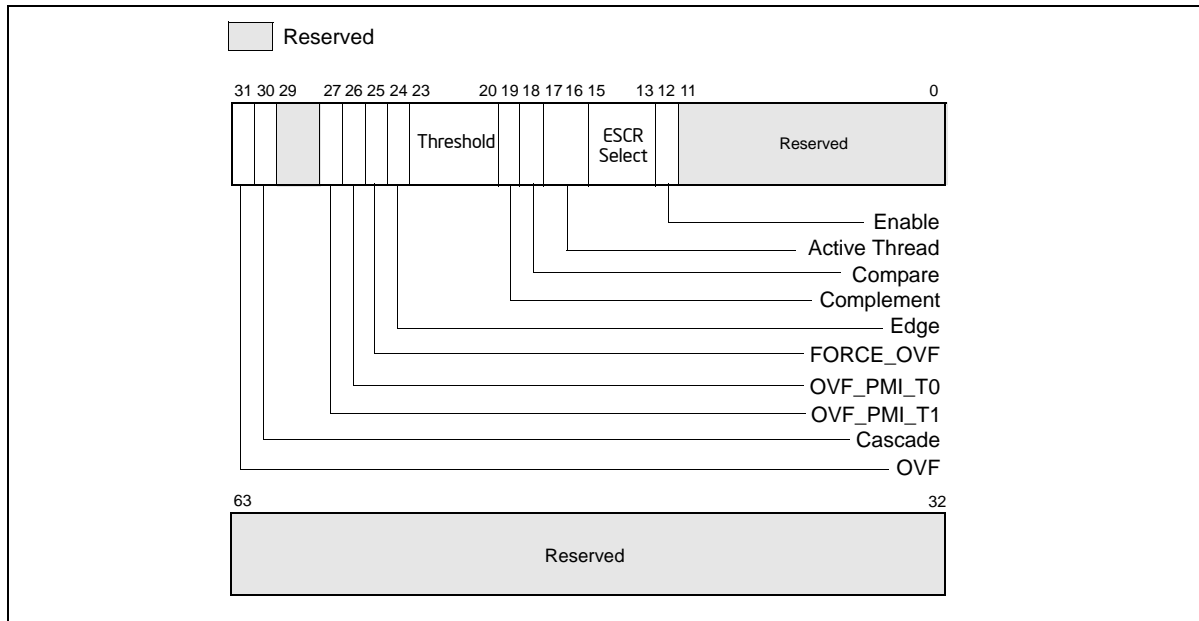 Reserved
31 30 29 27 26 25 24 23 20 19 18 17 16 15 13 12 11 0
Threshold
ESCR
Select
Reserved
Enable
Active Thread
Compare
Complement
Edge
FORCE_OVF
OVF_PMI_T0
OVF_PMI_T1
Cascade
OVF
63 32
Reserved